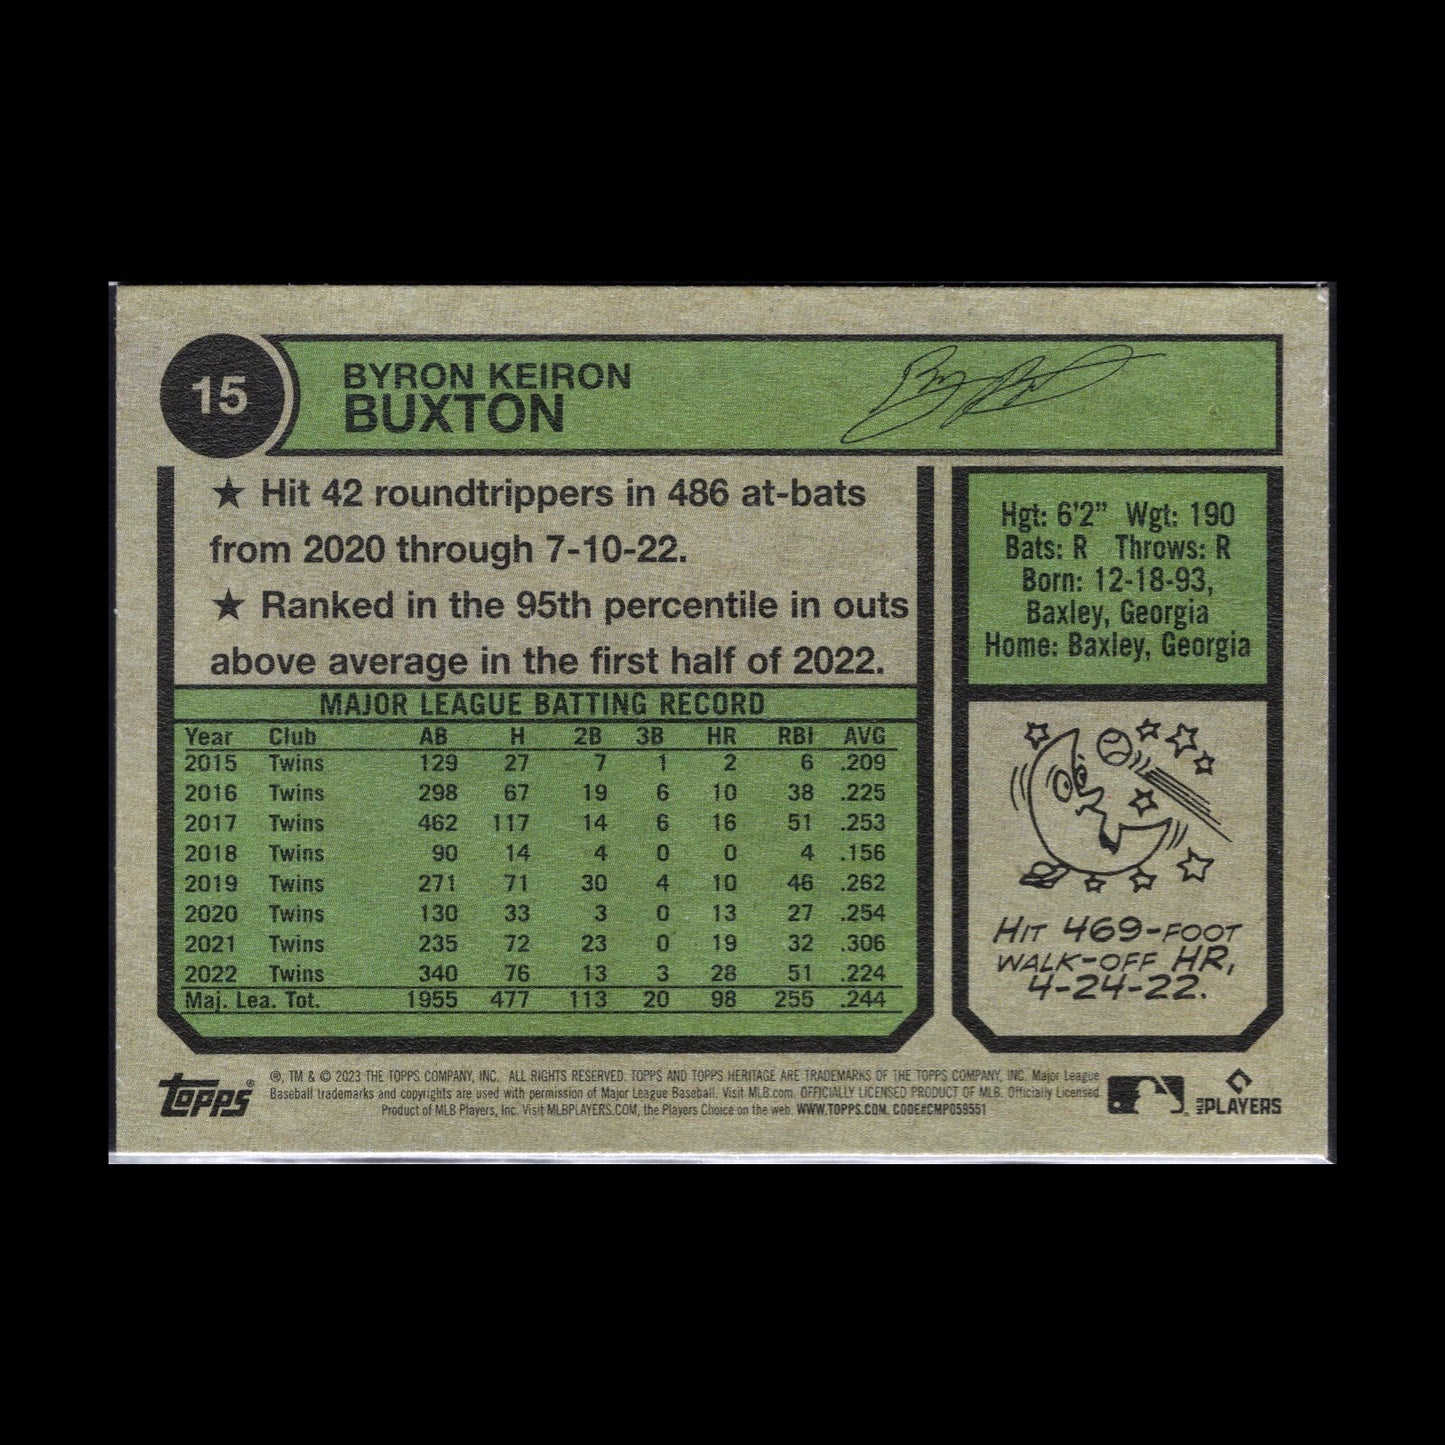 15
BYRON KEIRON
BUXTON
★ Hit 42 roundtrippers in 486 at-bats
from 2020 through 7-10-22.
★ Ranked in the 95th percentile in outs
above average in the first half of 2022.
MAJOR LEAGUE BATTING RECORD
Year Club AB H 2B 3B HR RBI AVG
2015 Twins 129 27 7 1 2 6 .209
2016 Twins 298 67 19 6 10 38 .225
2017 Twins 462 117 14 6 16 51 .253
2018 Twins 90 14 4 0 0 4 .156
2019 Twins 271 71 30 4 10 46 .262
2020 Twins 130 33 3 0 13 27 .254
2021 Twins 235 72 23 0 19 32 .306
2022 Twins 340 76 13 3 28 51 .224
Maj. Lea. Tot. 1955 477 113 20 98 255 .244
Hgt: 6'2" Wgt: 190
Bats: R Throws: R
Born: 12-18-93,
Baxley, Georgia
Home: Baxley, Georgia
HIT 469-FOOT
WALK-OFF HR,
4-24-22.
topps®
®, TM & © 2023 THE TOPPS COMPANY, INC. ALL RIGHTS RESERVED. TOPPS AND TOPPS HERITAGE ARE TRADEMARKS OF THE TOPPS COMPANY, INC. Major League
Baseball trademarks and copyrights are used with permission of Major League Baseball. Visit MLB.com. OFFICIALLY LICENSED PRODUCT OF MLB. Officially Licensed
Product of MLB Players, Inc. Visit MLBPLAYERS.COM, the Players Choice on the web. WWW.TOPPS.COM. CODE#CMP059551
MLB PLAYERS